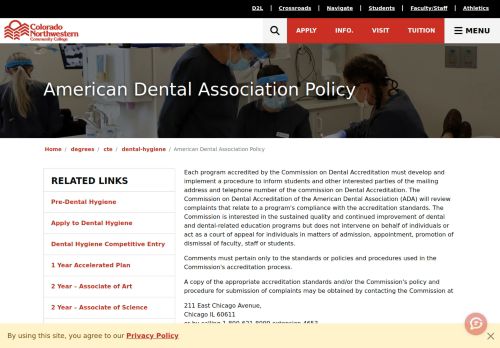 D2L | Crossroads | Navigate | Students | Faculty/Staff | Athletics
Colorado
Northwestern
Community College
APPLY INFO. VISIT TUITION MENU
American Dental Association Policy
Home / degrees / cte / dental-hygiene / American Dental Association Policy
RELATED LINKS
Pre-Dental Hygiene
Apply to Dental Hygiene
Dental Hygiene Competitive Entry
1 Year Accelerated Plan
2 Year – Associate of Art
2 Year – Associate of Science
Each program accredited by the Commission on Dental Accreditation must develop and
implement a procedure to inform students and other interested parties of the mailing
address and telephone number of the commission on Dental Accreditation. The
Commission on Dental Accreditation of the American Dental Association (ADA) will review
complaints that relate to a program's compliance with the accreditation standards. The
Commission is interested in the sustained quality and continued improvement of dental
and dental-related education programs but does not intervene on behalf of individuals or
act as a court of appeal for individuals in matters of admission, appointment, promotion of
dismissal of faculty, staff or students.
Comments must pertain only to the standards or policies and procedures used in the
Commission's accreditation process.
A copy of the appropriate accreditation standards and/or the Commission's policy and
procedure for submission of complaints may be obtained by contacting the Commission at
211 East Chicago Avenue,
Chicago IL 60611
or by calling 1-800-621-8099 extension 4653.
By using this site, you agree to our Privacy Policy
×